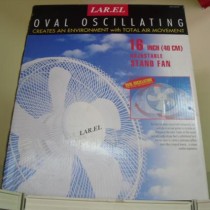 LAR.EL
OVAL OSCILLATING
CREATES AN ENVIRONMENT with TOTAL AIR MOVEMENT
16 INCH (40 CM)
ADJUSTABLE
STAND FAN
LAR.EL